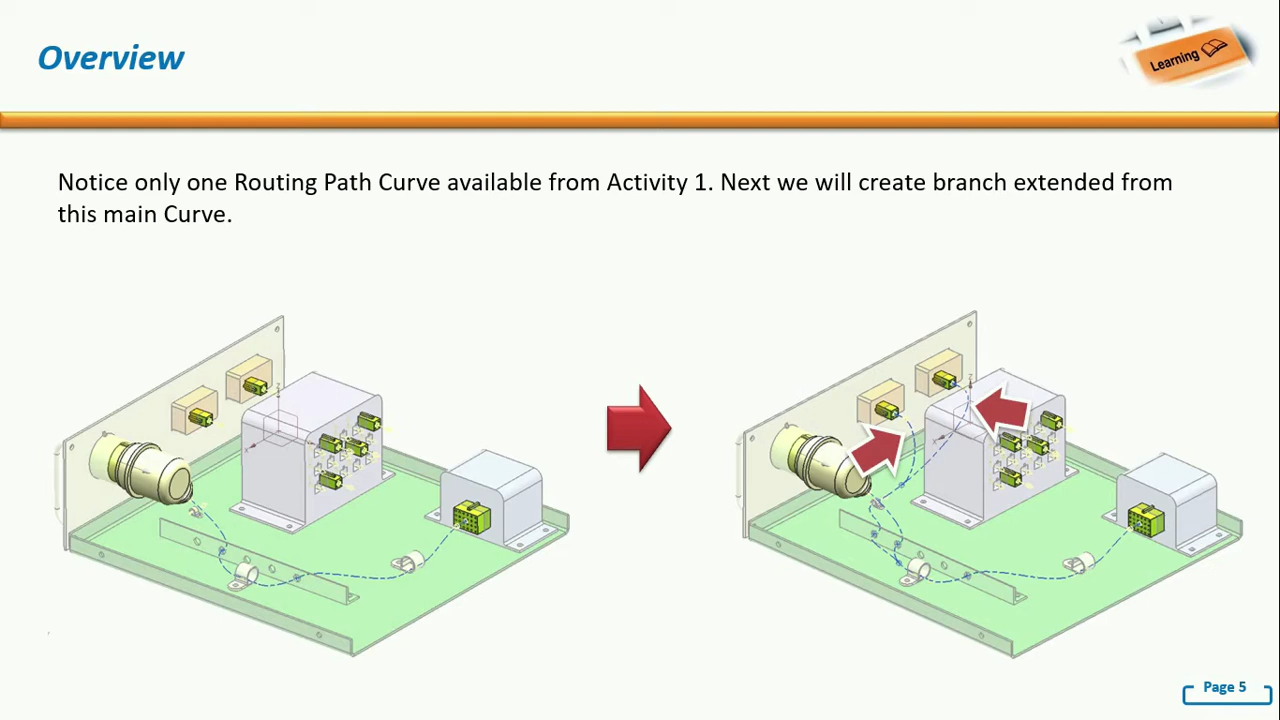 Overview
Learning
Notice only one Routing Path Curve available from Activity 1. Next we will create branch extended from
this main Curve.
Page 5